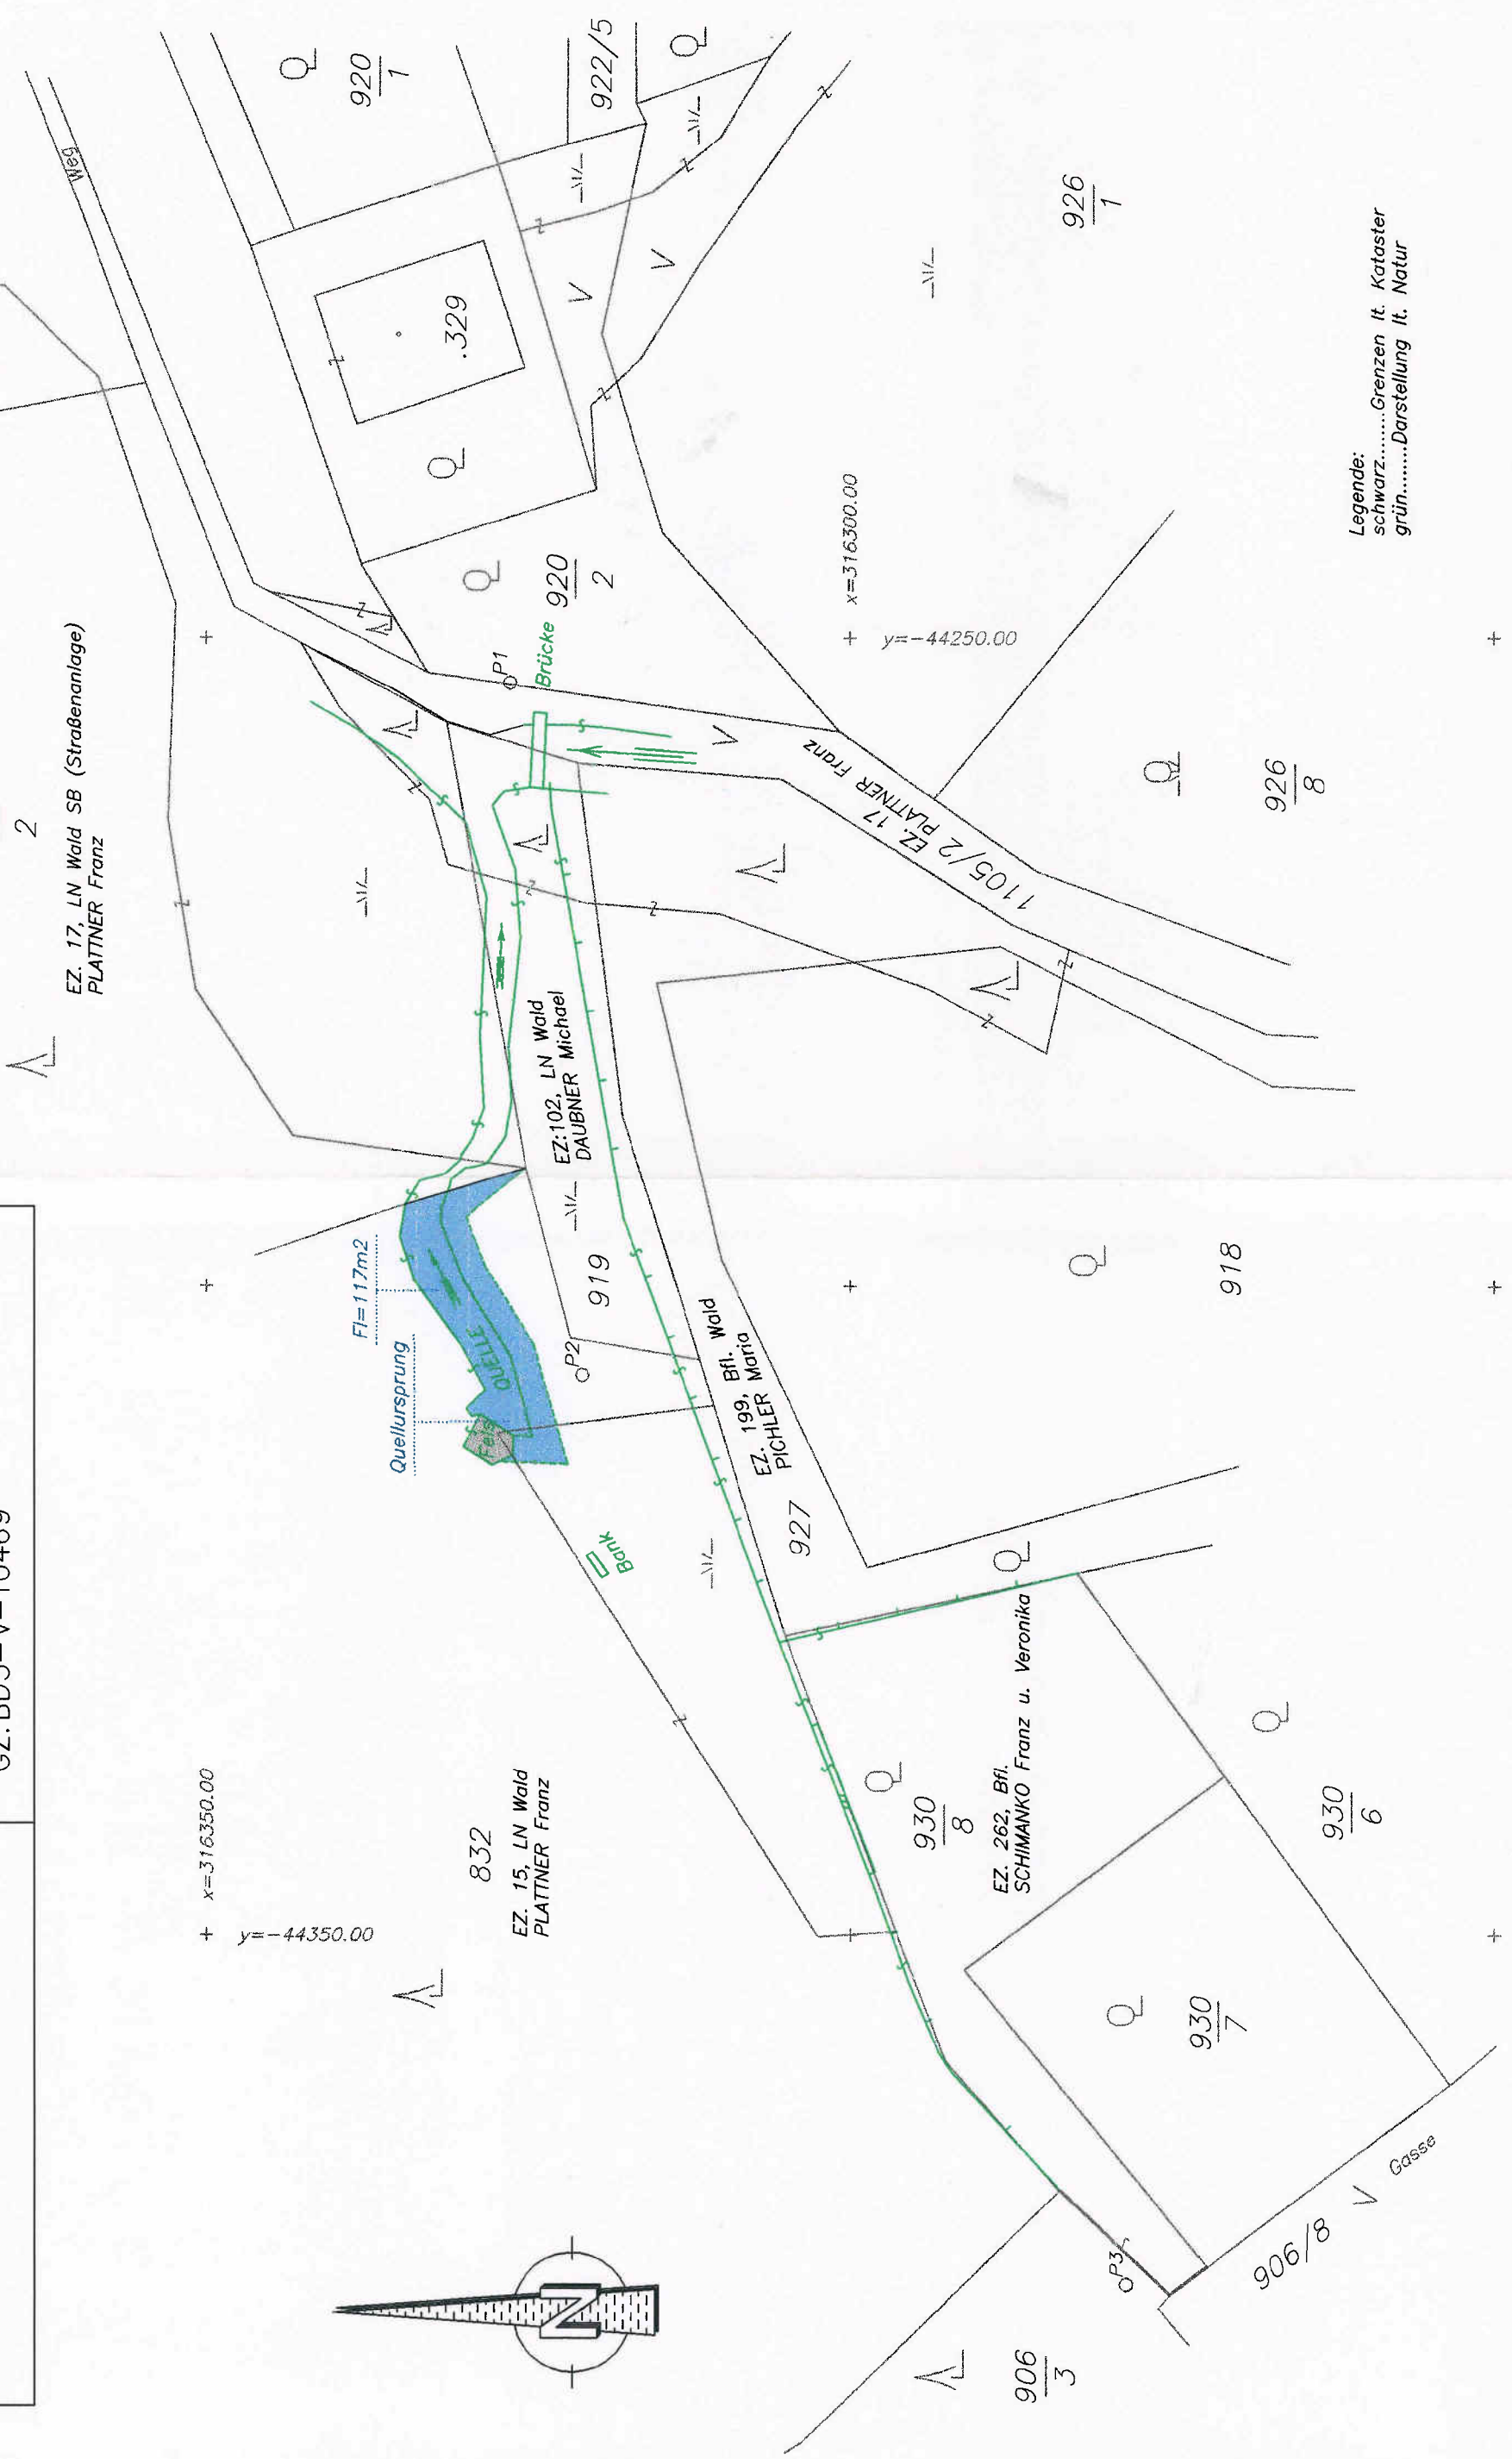 Weg
920
1
922/5
.329
926
1
2
EZ. 17, LN Wald SB (Straßenanlage)
PLATTNER Franz
P1
Brücke
920
2
x=316300.00
y=-44250.00
Legende:
schwarz.........Grenzen lt. Kataster
grün.........Darstellung lt. Natur
1105/2
EZ. 17
PLATTNER Franz
926
8
EZ:102, LN Wald
DAUBNER Michael
919
Fl=117m2
Quellursprung
QUELLE
Fels
P2
Bank
EZ. 199, Bfl. Wald
PICHLER Maria
927
918
x=316350.00
y=-44350.00
832
EZ. 15, LN Wald
PLATTNER Franz
930
8
EZ. 262, Bfl.
SCHIMANKO Franz u. Veronika
930
6
930
7
Gasse
906/8
P3
906
3
N